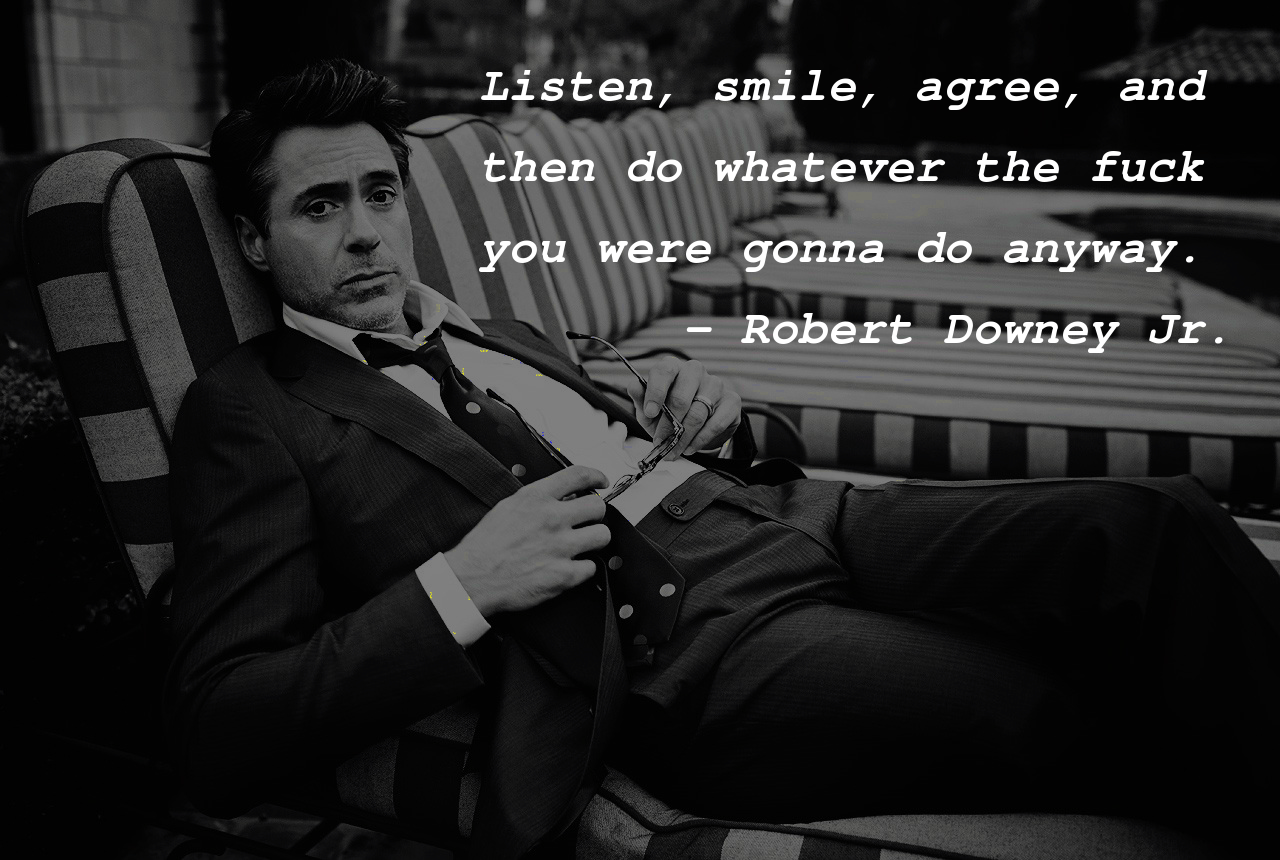 Listen, smile, agree, and
then do whatever the fuck
you were gonna do anyway.
– Robert Downey Jr.